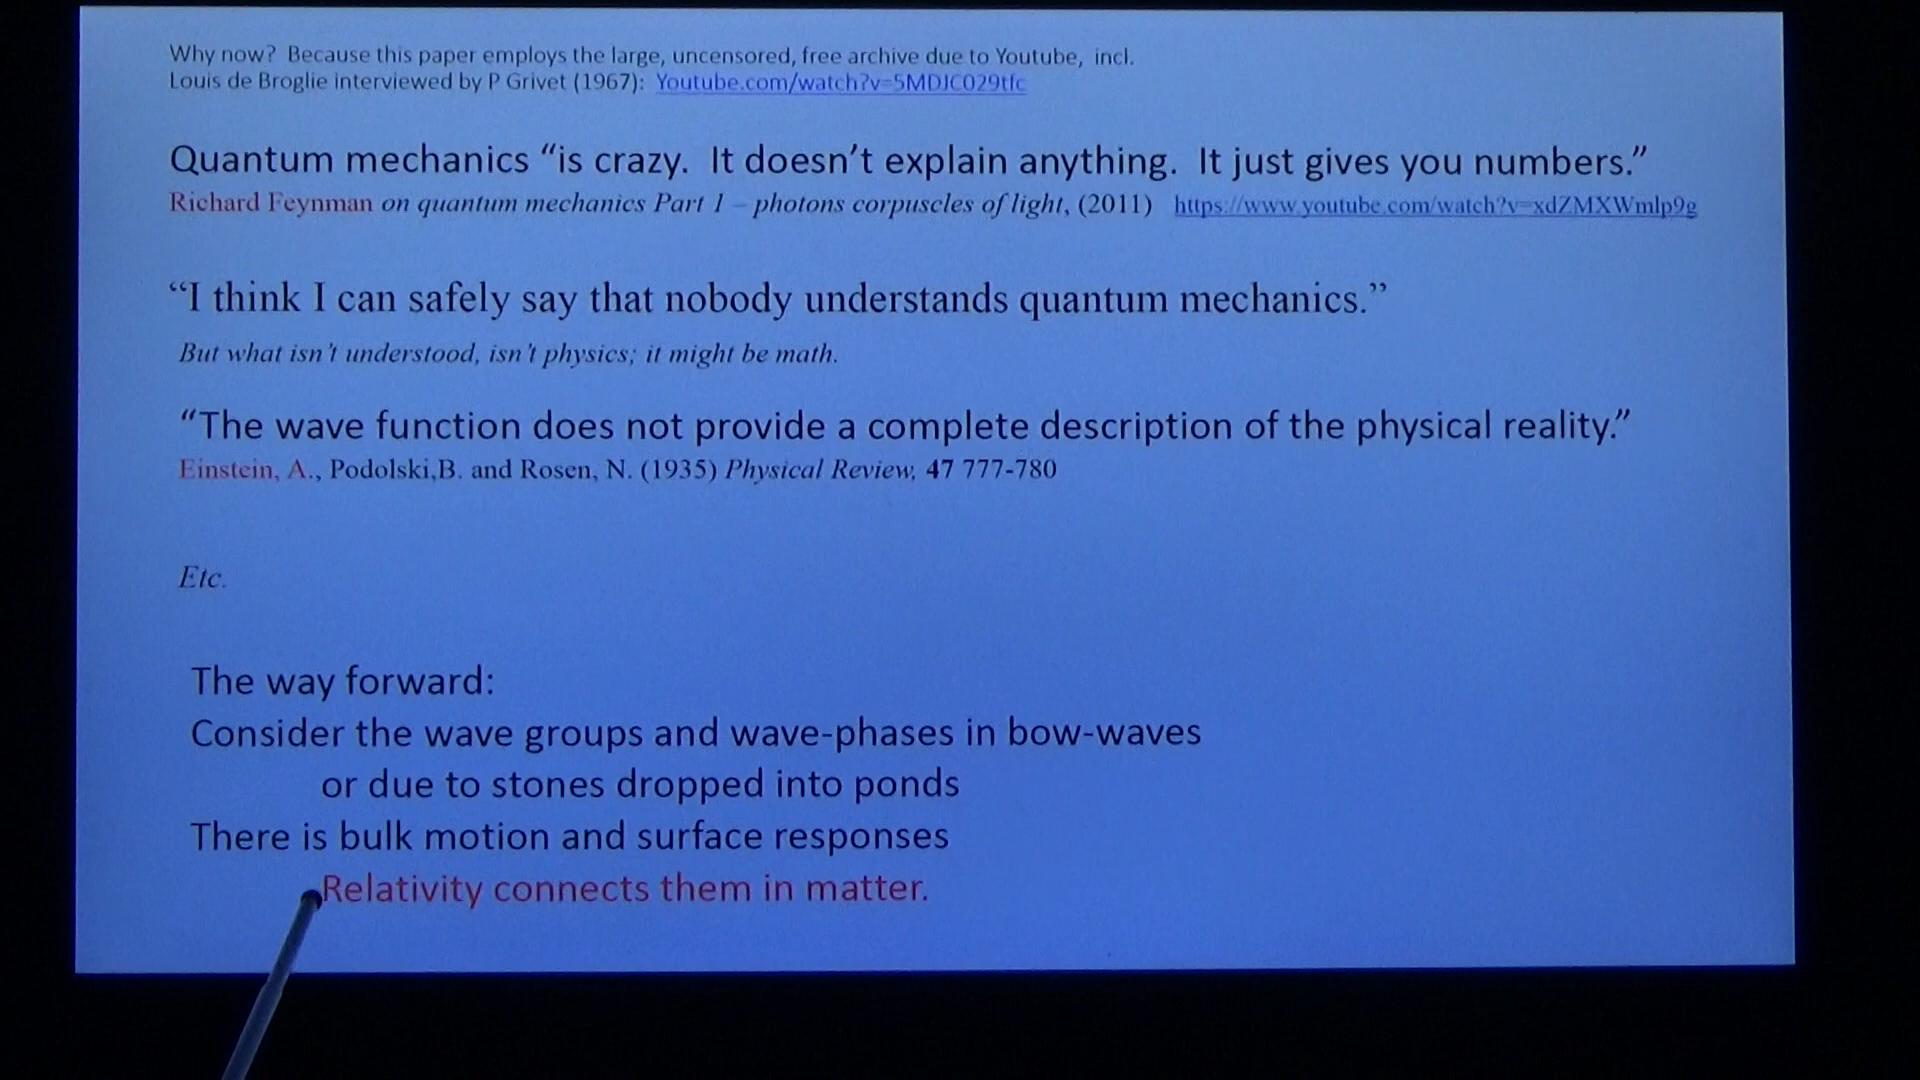 Why now? Because this paper employs the large, uncensored, free archive due to Youtube, incl.
Louis de Broglie interviewed by P Grivet (1967): Youtube.com/watch?v=5MDJC029tfc
Quantum mechanics “is crazy. It doesn’t explain anything. It just gives you numbers.”
Richard Feynman on quantum mechanics Part 1 – photons corpuscles of light, (2011) https://www.youtube.com/watch?v=xdZMXWmlp9g
“I think I can safely say that nobody understands quantum mechanics.”
But what isn’t understood, isn’t physics; it might be math.
“The wave function does not provide a complete description of the physical reality.”
Einstein, A., Podolski,B. and Rosen, N. (1935) Physical Review, 47 777-780
Etc.
The way forward:
Consider the wave groups and wave-phases in bow-waves
or due to stones dropped into ponds
There is bulk motion and surface responses
Relativity connects them in matter.